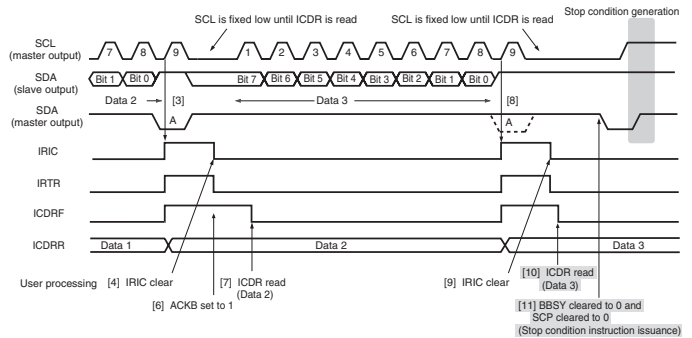 Stop condition generation
SCL is fixed low until ICDR is read
SCL is fixed low until ICDR is read
SCL
(master output)
7 8 9 1 2 3 4 5 6 7 8 9
SDA
(slave output)
Bit 1 Bit 0 Bit 7 Bit 6 Bit 5 Bit 4 Bit 3 Bit 2 Bit 1 Bit 0
Data 2 [3] Data 3 [8]
SDA
(master output)
A A
IRIC
IRTR
ICDRF
ICDRR Data 1 Data 2 Data 3
User processing [4] IRIC clear
[7] ICDR read
(Data 2)
[6] ACKB set to 1
[9] IRIC clear
[10] ICDR read
(Data 3)
[11] BBSY cleared to 0 and
SCP cleared to 0
(Stop condition instruction issuance)